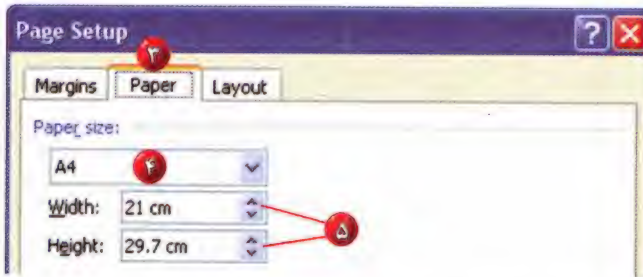 Page Setup
۳
Margins Paper Layout
Paper size:
A4 ۴
Width: 21 cm
۵
Height: 29.7 cm